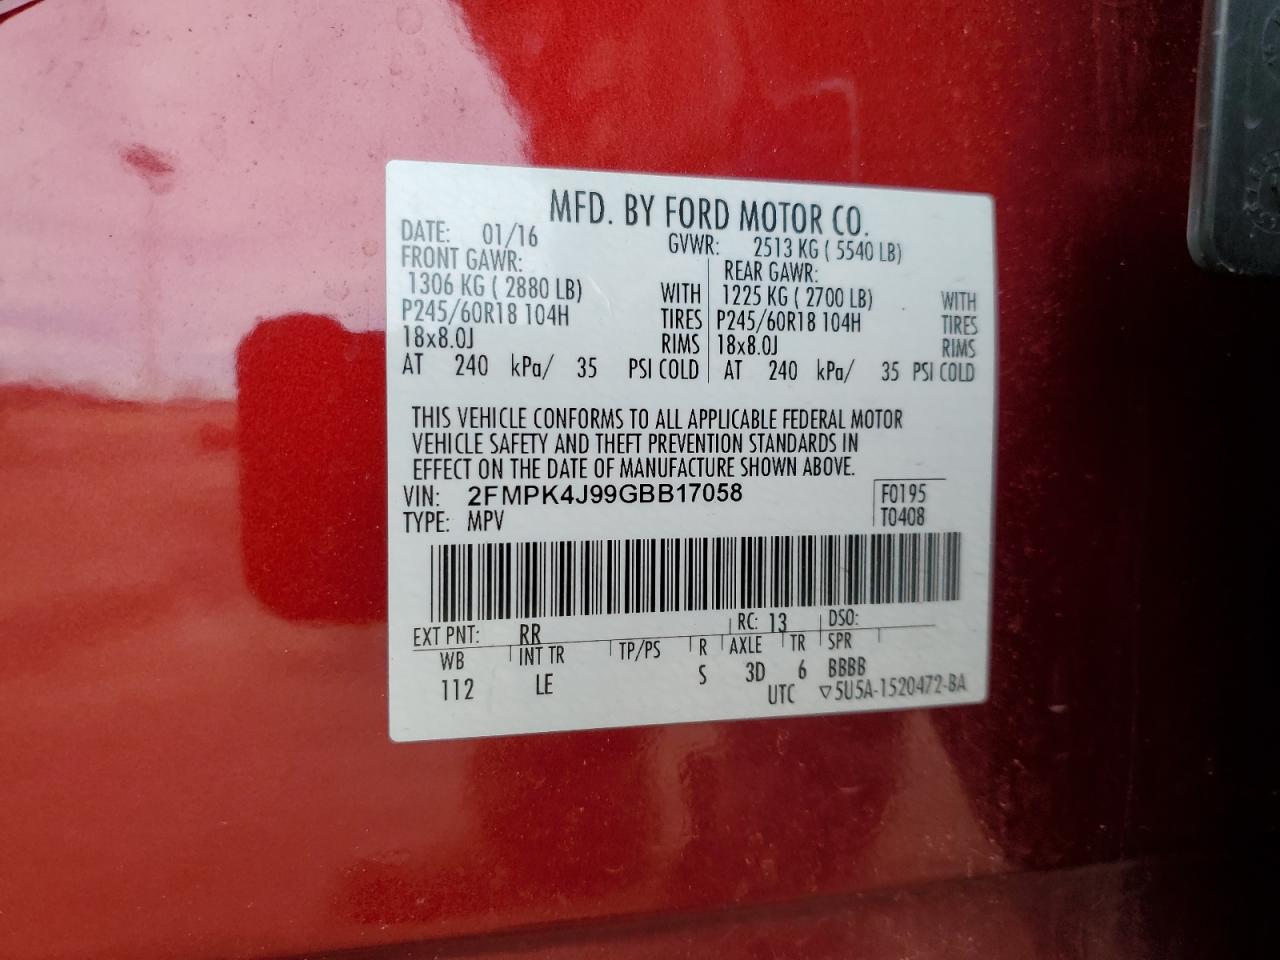 MFD. BY FORD MOTOR CO.
DATE: 01/16 GVWR: 2513 KG ( 5540 LB)
FRONT GAWR: REAR GAWR:
1306 KG ( 2880 LB) WITH 1225 KG ( 2700 LB) WITH
P245/60R18 104H TIRES P245/60R18 104H TIRES
18x8.0J RIMS 18x8.0J RIMS
AT 240 kPa/ 35 PSI COLD AT 240 kPa/ 35 PSI COLD
THIS VEHICLE CONFORMS TO ALL APPLICABLE FEDERAL MOTOR
VEHICLE SAFETY AND THEFT PREVENTION STANDARDS IN
EFFECT ON THE DATE OF MANUFACTURE SHOWN ABOVE.
VIN: 2FMPK4J99GBB17058 F0195
TYPE: MPV T0408
EXT PNT: RR RC: 13 DSO:
WB INT TR TP/PS R AXLE TR SPR
112 LE S 3D 6 BBBB
UTC ▽5U5A-1520472-BA